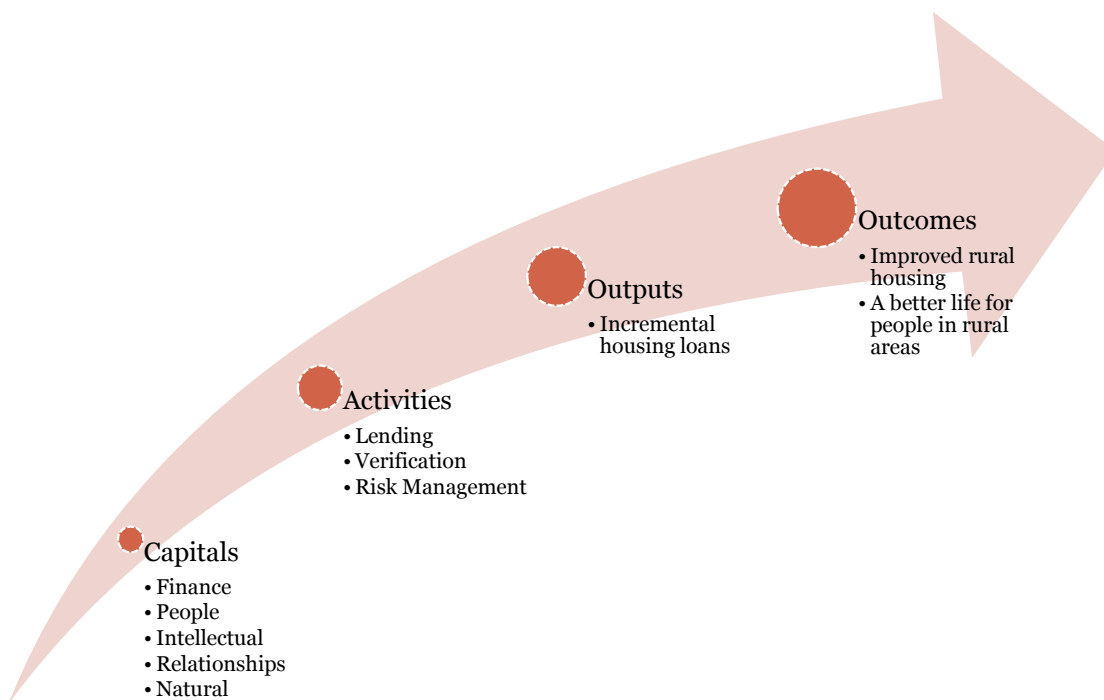 Capitals
• Finance
• People
• Intellectual
• Relationships
• Natural
Activities
• Lending
• Verification
• Risk Management
Outputs
• Incremental
housing loans
Outcomes
• Improved rural
housing
• A better life for
people in rural
areas